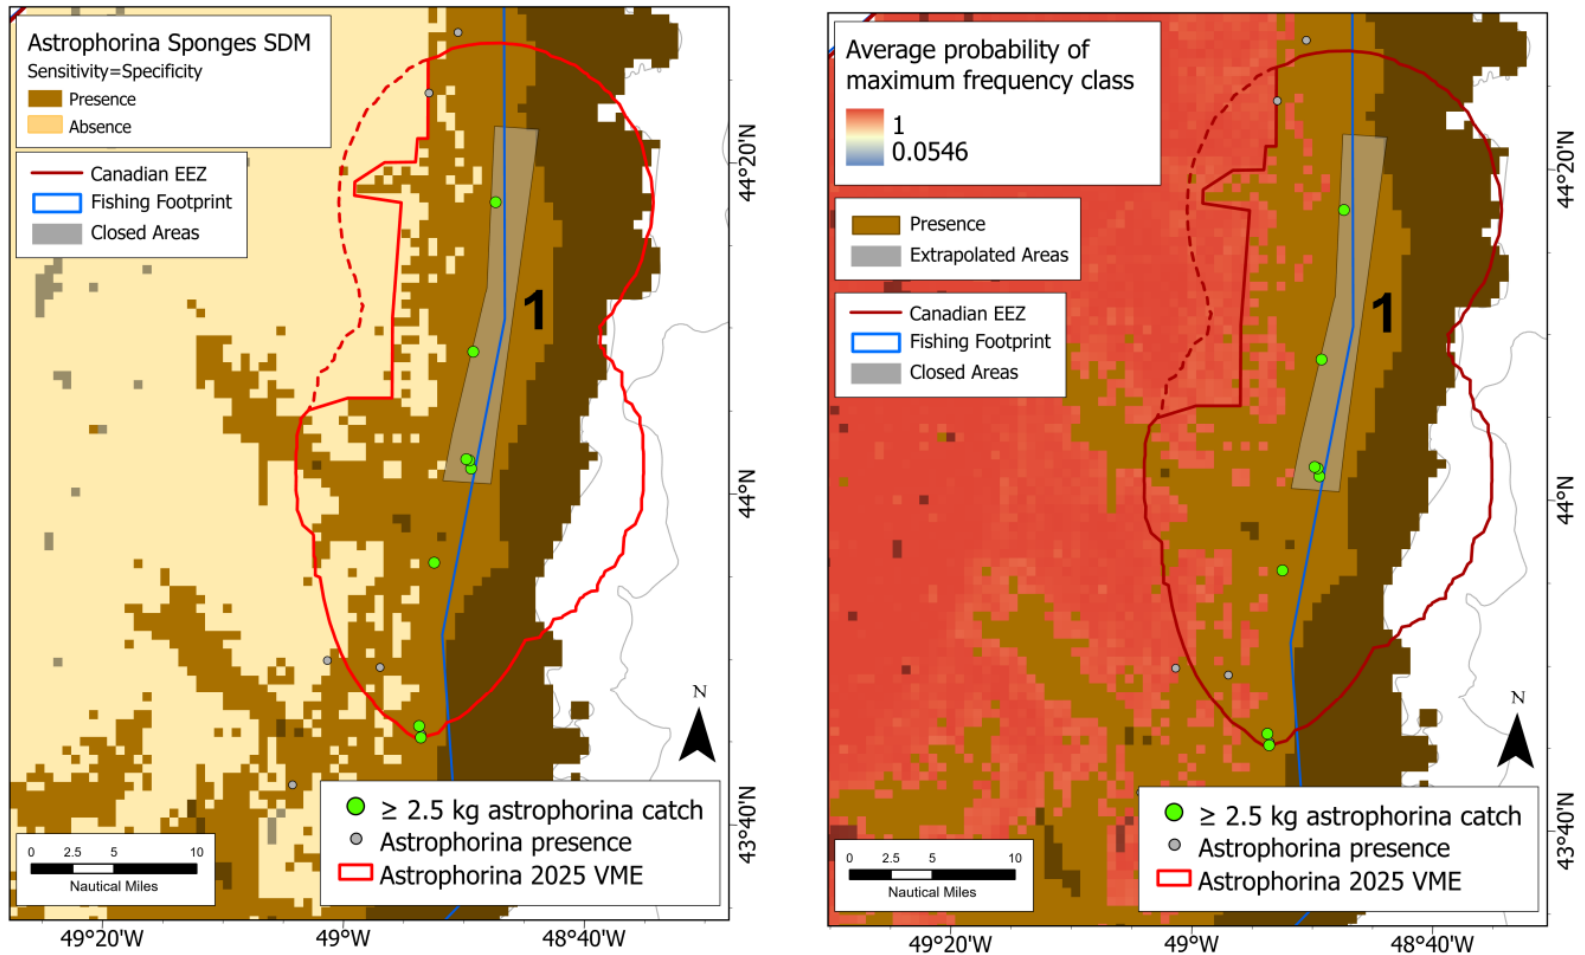 Astrophorina Sponges SDM
Sensitivity=Specificity
Presence
Absence
Canadian EEZ
Fishing Footprint
Closed Areas
1
44°20'N
44°N
43°40'N
N
≥ 2.5 kg astrophorina catch
Astrophorina presence
Astrophorina 2025 VME
0 2.5 5 10
Nautical Miles
49°20'W 49°W 48°40'W
Average probability of
maximum frequency class
1
0.0546
Presence
Extrapolated Areas
Canadian EEZ
Fishing Footprint
Closed Areas
1
44°20'N
44°N
43°40'N
N
≥ 2.5 kg astrophorina catch
Astrophorina presence
Astrophorina 2025 VME
0 2.5 5 10
Nautical Miles
49°20'W 49°W 48°40'W